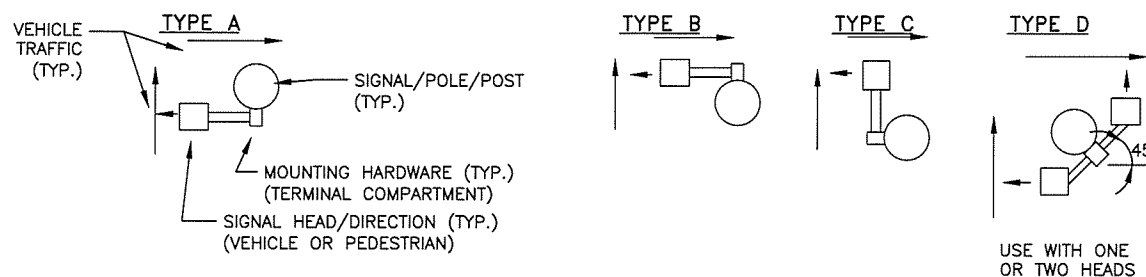 TYPE A
VEHICLE
TRAFFIC
(TYP.)
SIGNAL/POLE/POST
(TYP.)
MOUNTING HARDWARE (TYP.)
(TERMINAL COMPARTMENT)
SIGNAL HEAD/DIRECTION (TYP.)
(VEHICLE OR PEDESTRIAN)
TYPE B
TYPE C
TYPE D
45
USE WITH ONE
OR TWO HEADS